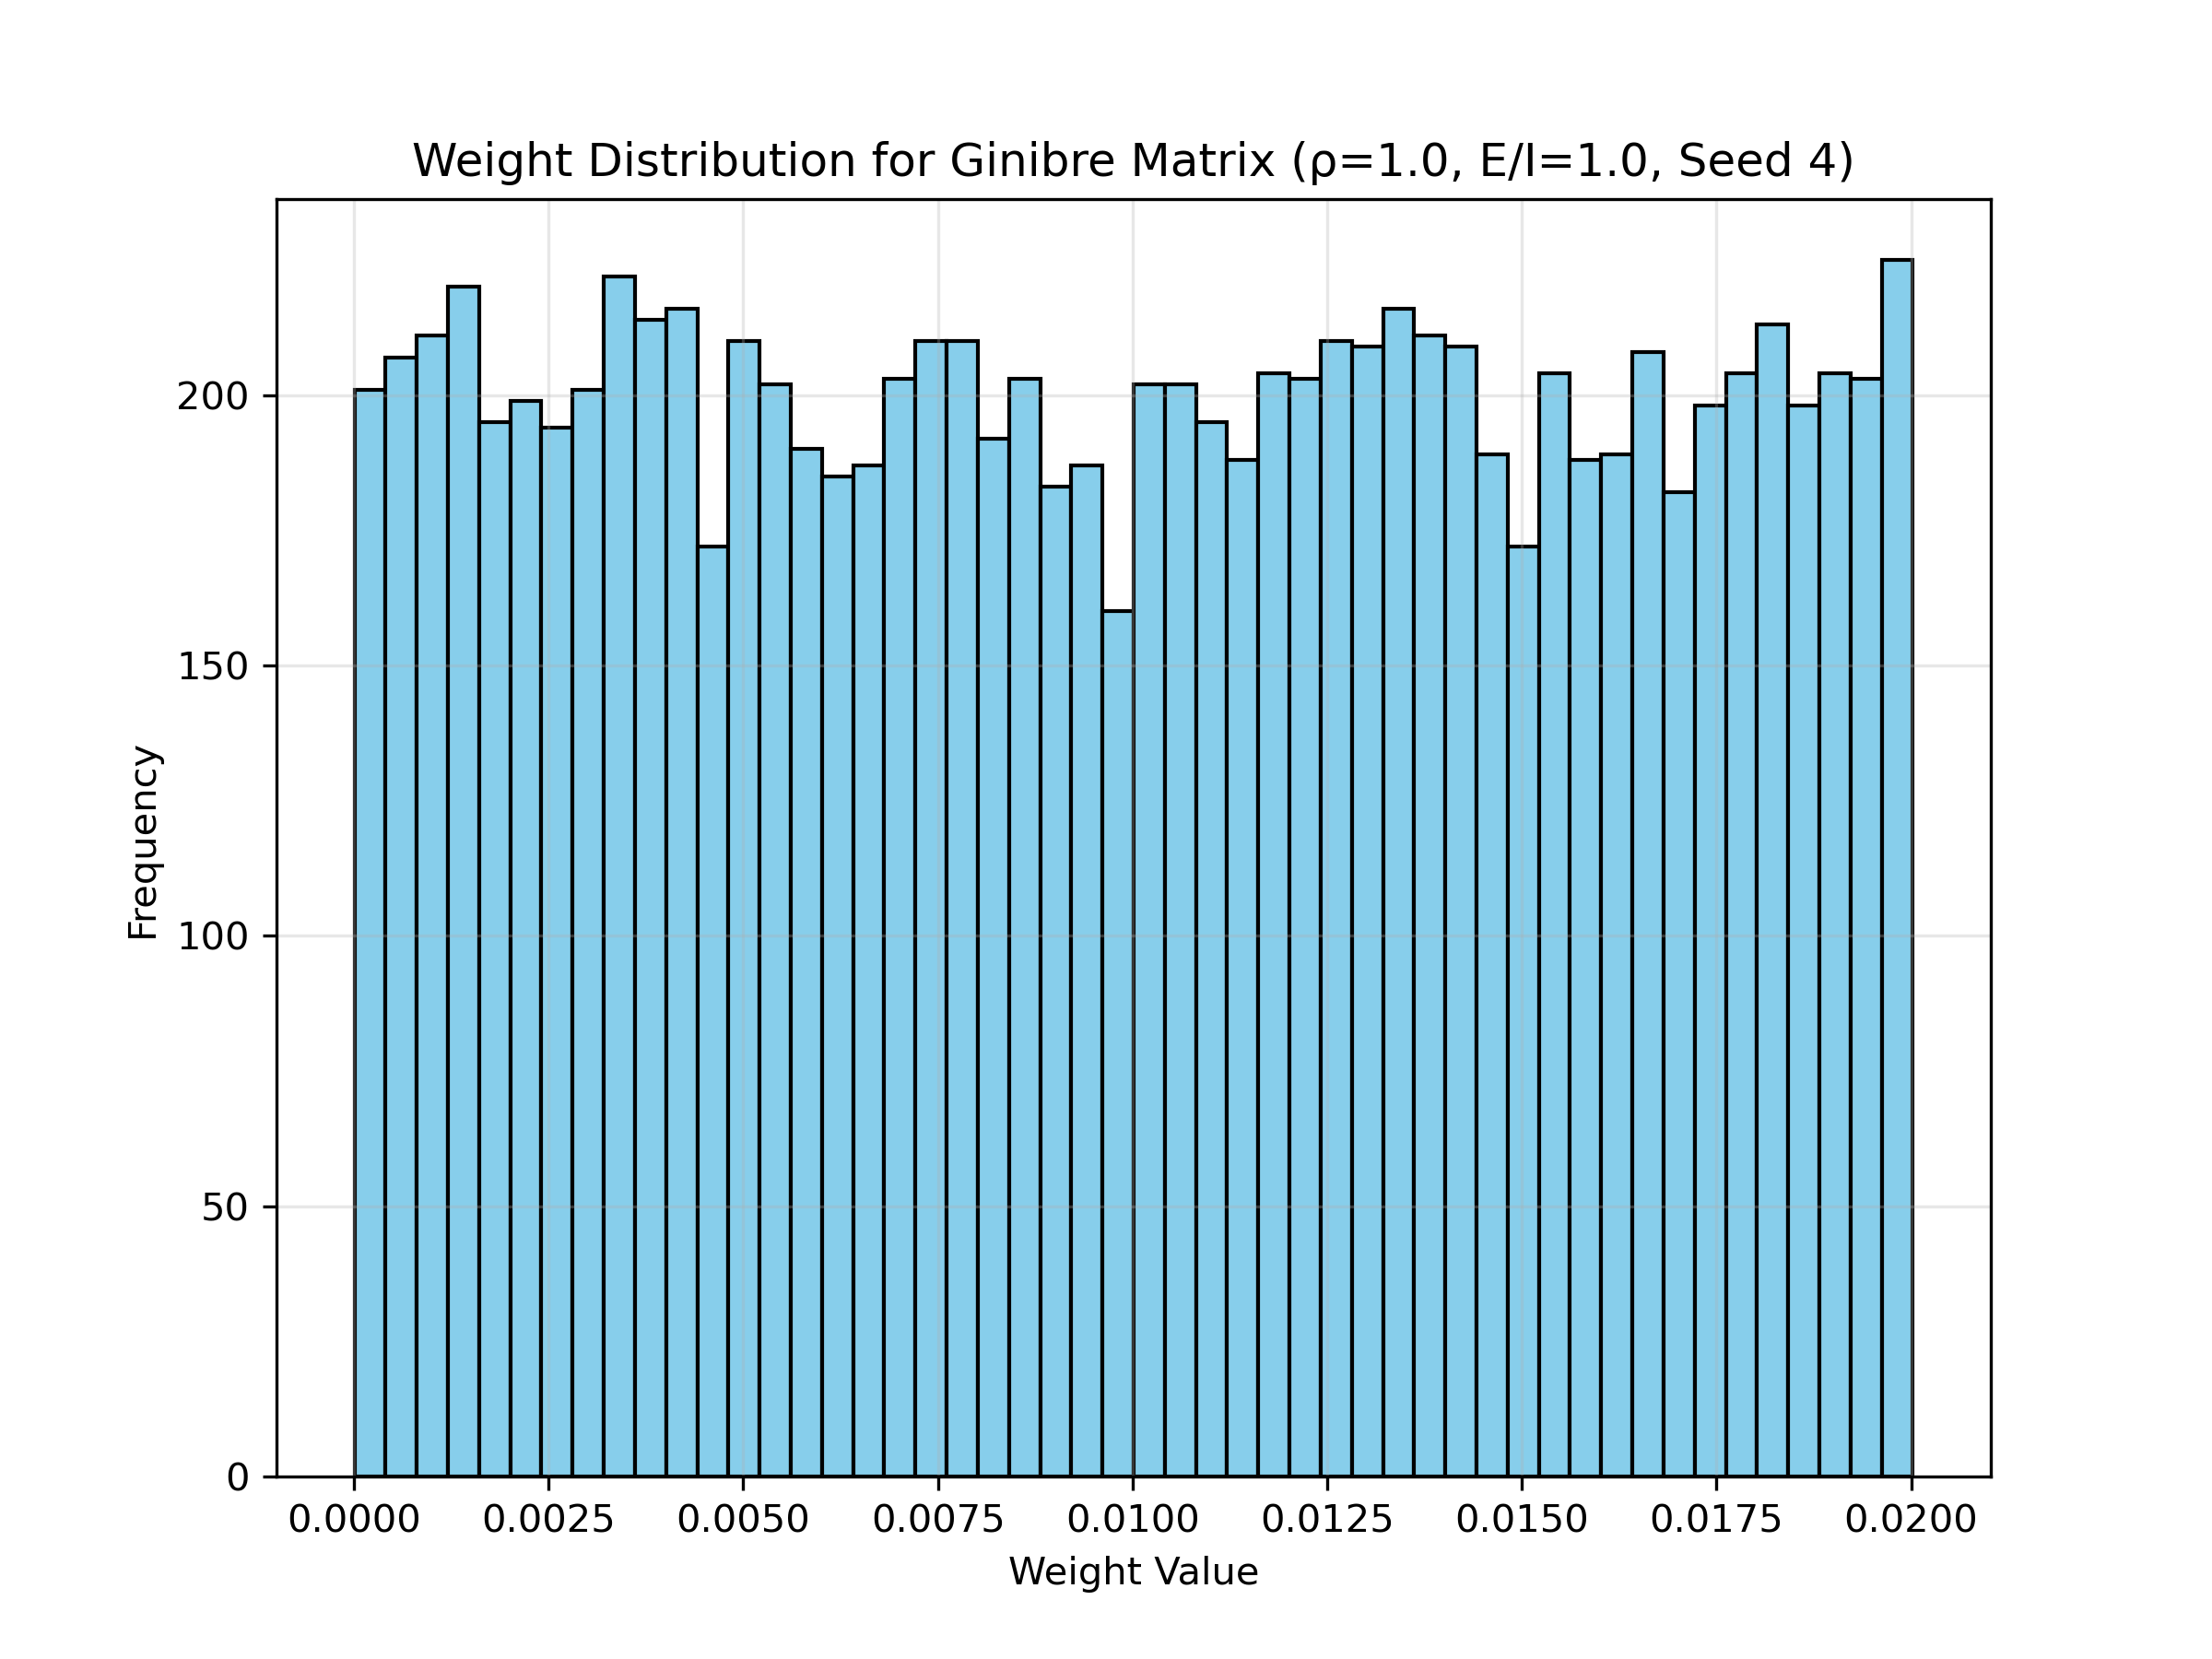 Weight Distribution for Ginibre Matrix (ρ=1.0, E/I=1.0, Seed 4)
Frequency
200
150
100
50
0
0.0000 0.0025 0.0050 0.0075 0.0100 0.0125 0.0150 0.0175 0.0200
Weight Value